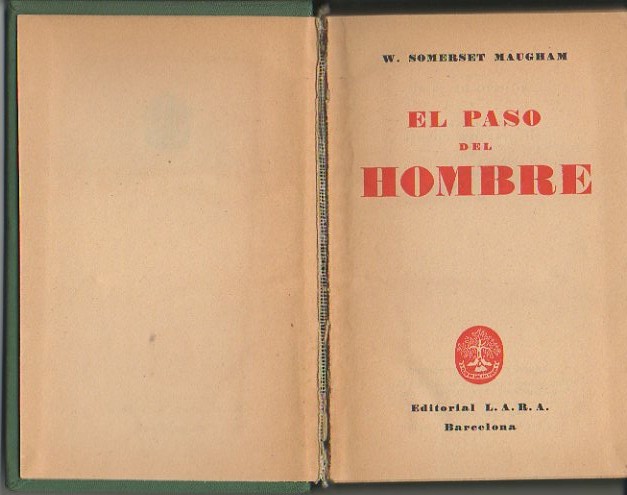 W. SOMERSET MAUGHAM
EL PASO
DEL
HOMBRE
Editorial L.A.R.A.
Barcelona